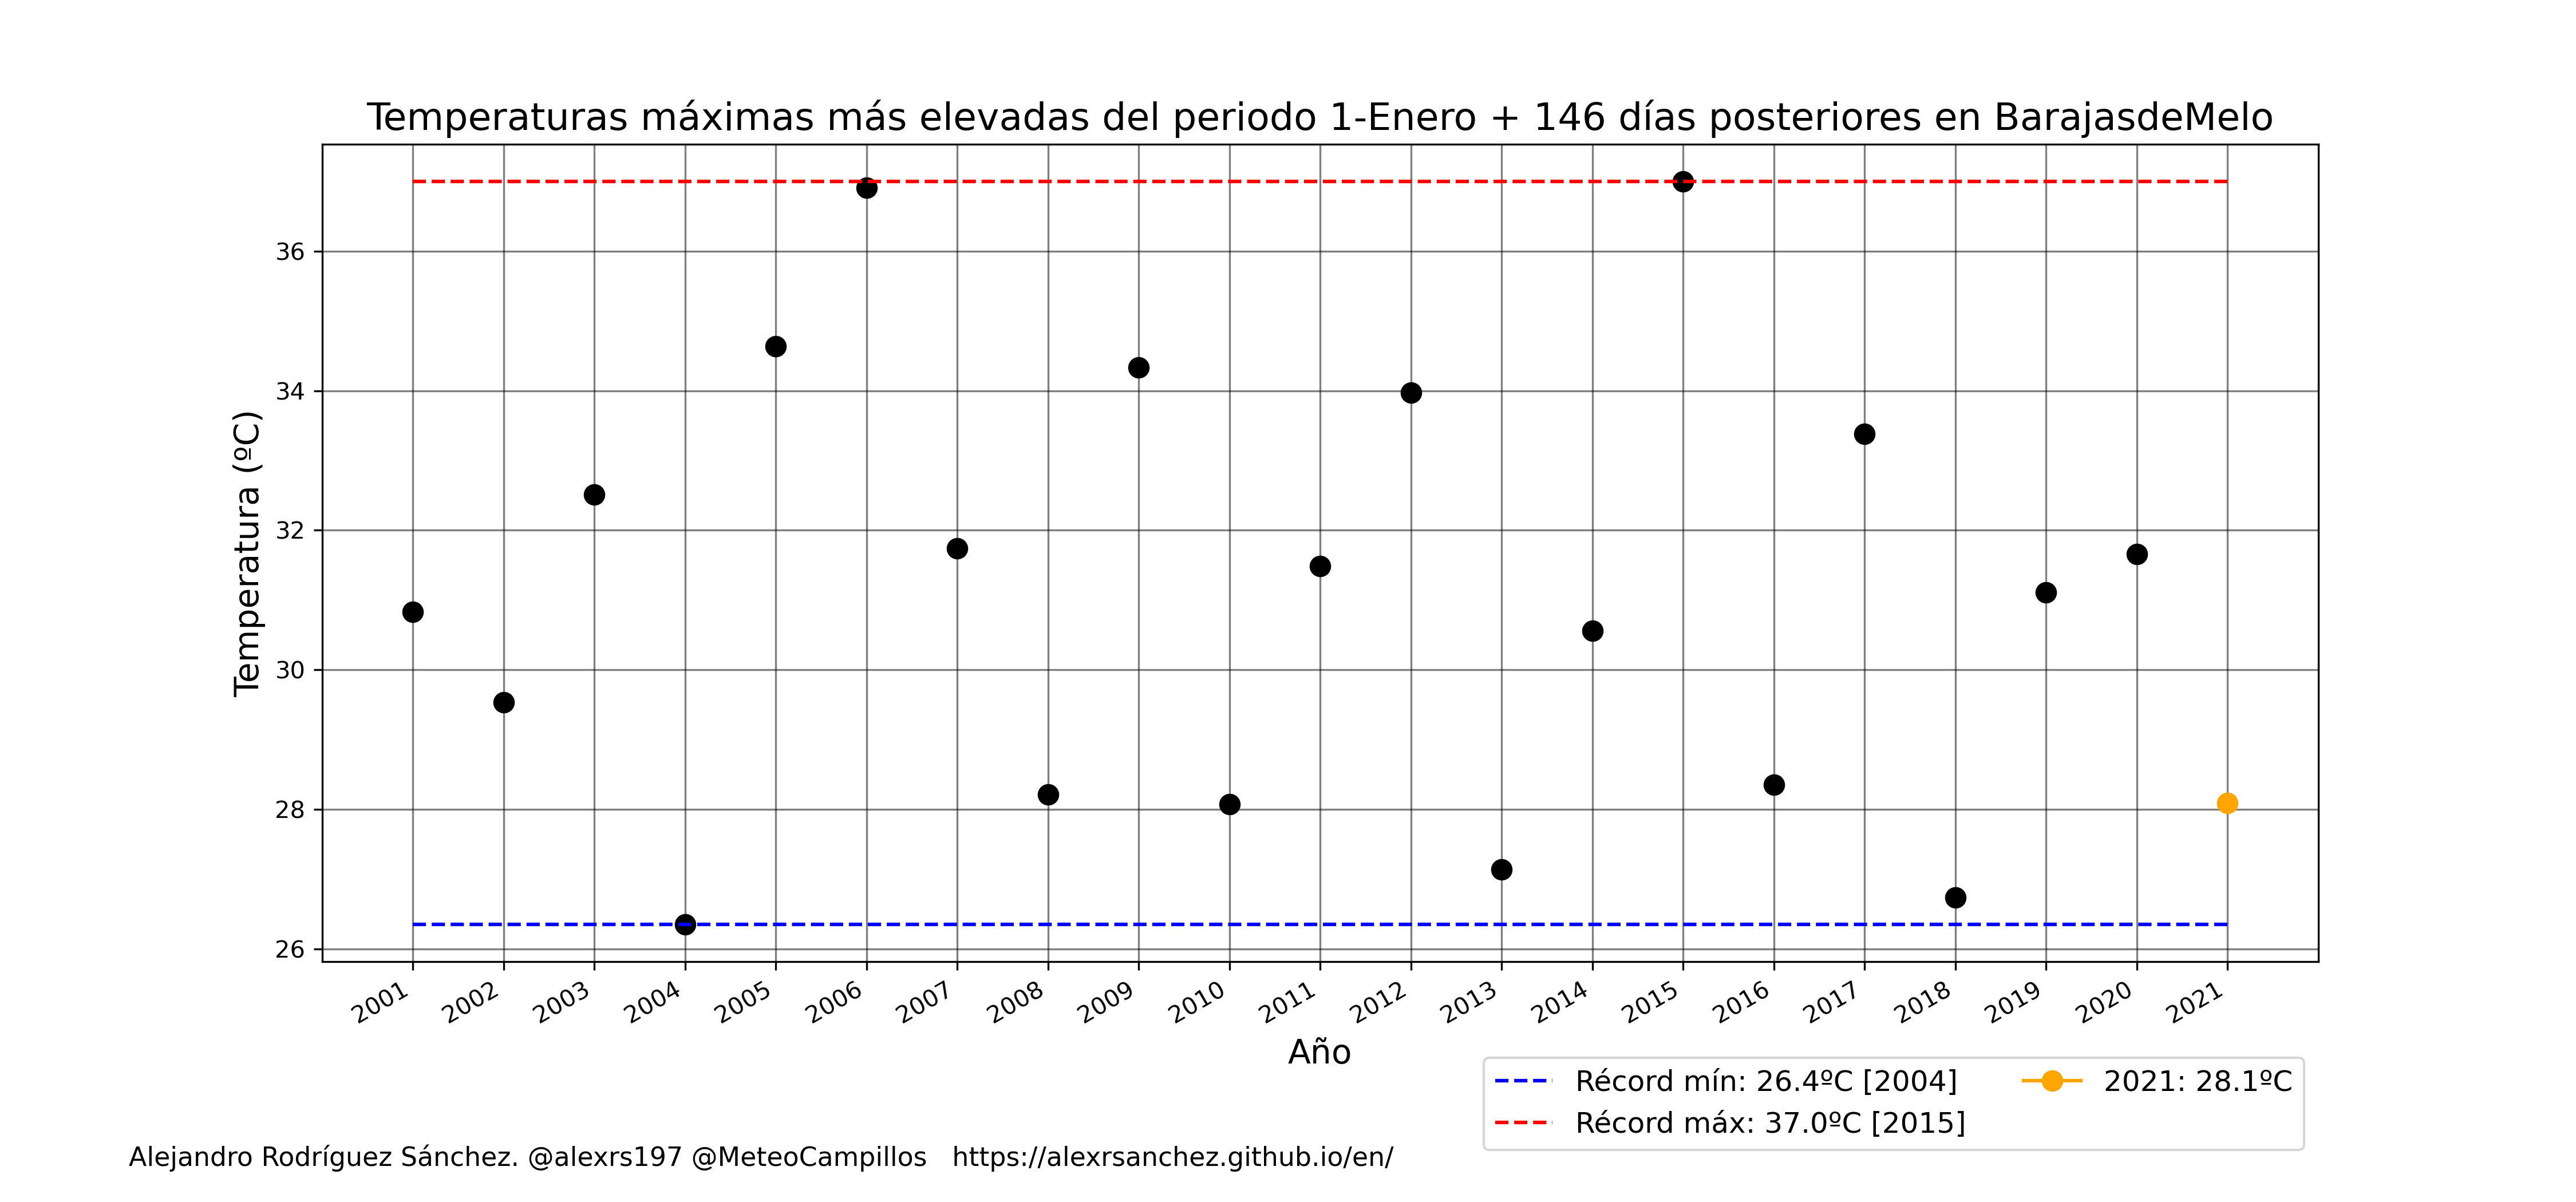 Temperaturas máximas más elevadas del periodo 1-Enero + 146 días posteriores en BarajasdeMelo
Temperatura (ºC)
36
34
32
30
28
26
2001 2002 2003 2004 2005 2006 2007 2008 2009 2010 2011 2012 2013 2014 2015 2016 2017 2018 2019 2020 2021
Año
Récord mín: 26.4ºC [2004]
Récord máx: 37.0ºC [2015]
2021: 28.1ºC
Alejandro Rodríguez Sánchez. @alexrs197 @MeteoCampillos https://alexrsanchez.github.io/en/